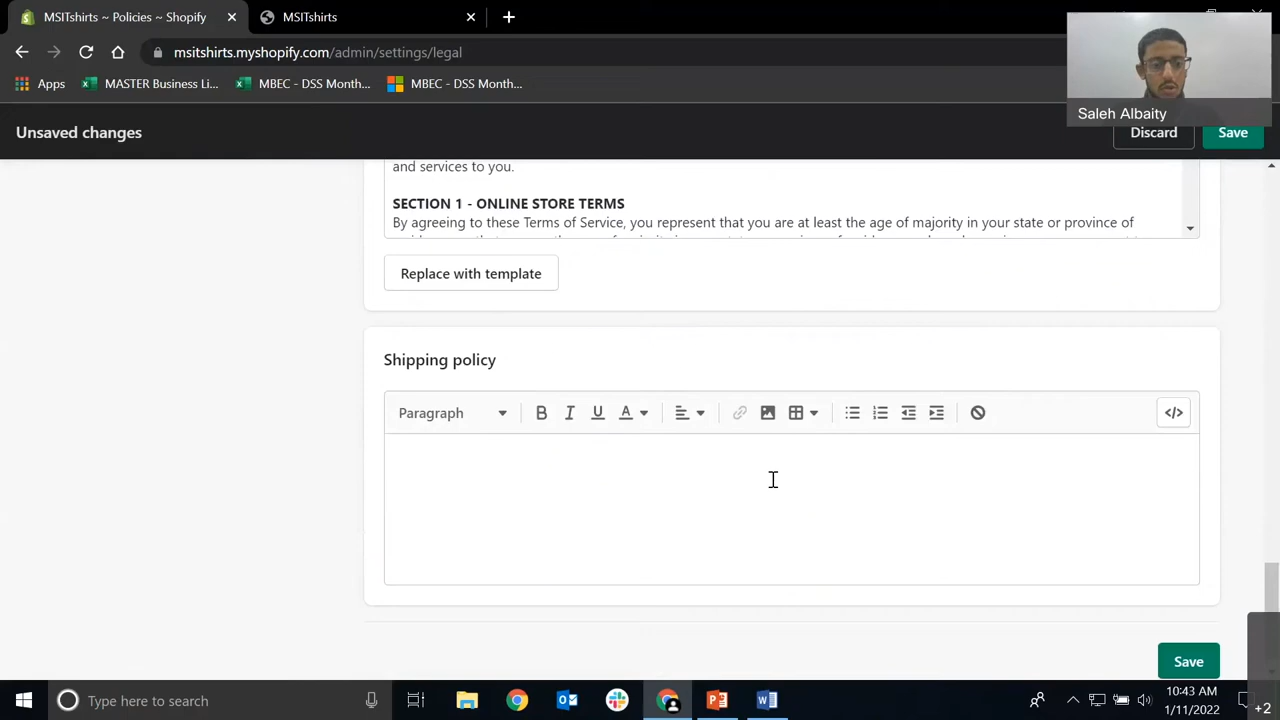 MSITshirts ~ Policies ~ Shopify
MSITshirts
msitshirts.myshopify.com/admin/settings/legal
Apps
MASTER Business Li...
MBEC - DSS Month...
MBEC - DSS Month...
Saleh Albaity
Unsaved changes
Discard
Save
and services to you.
SECTION 1 - ONLINE STORE TERMS
By agreeing to these Terms of Service, you represent that you are at least the age of majority in your state or province of
Replace with template
Shipping policy
Paragraph
B I U A
</>
Save
Type here to search
10:43 AM
1/11/2022
+2